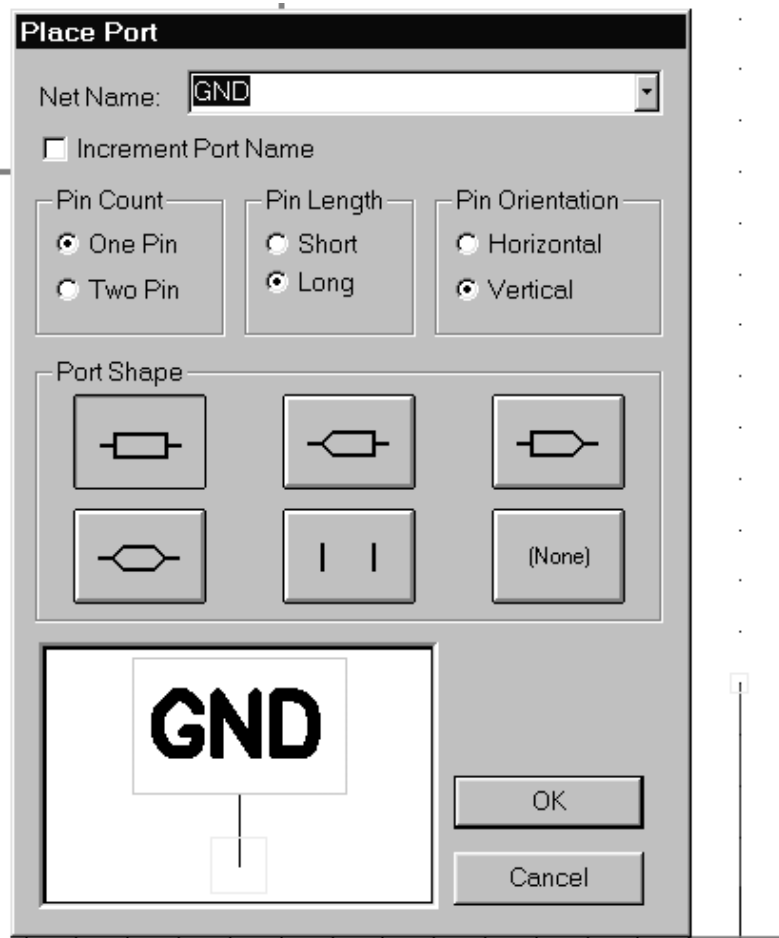 Place Port
Net Name: GND
Increment Port Name
Pin Count Pin Length Pin Orientation
One Pin Short Horizontal
Two Pin Long Vertical
Port Shape
(None)
GND
OK
Cancel